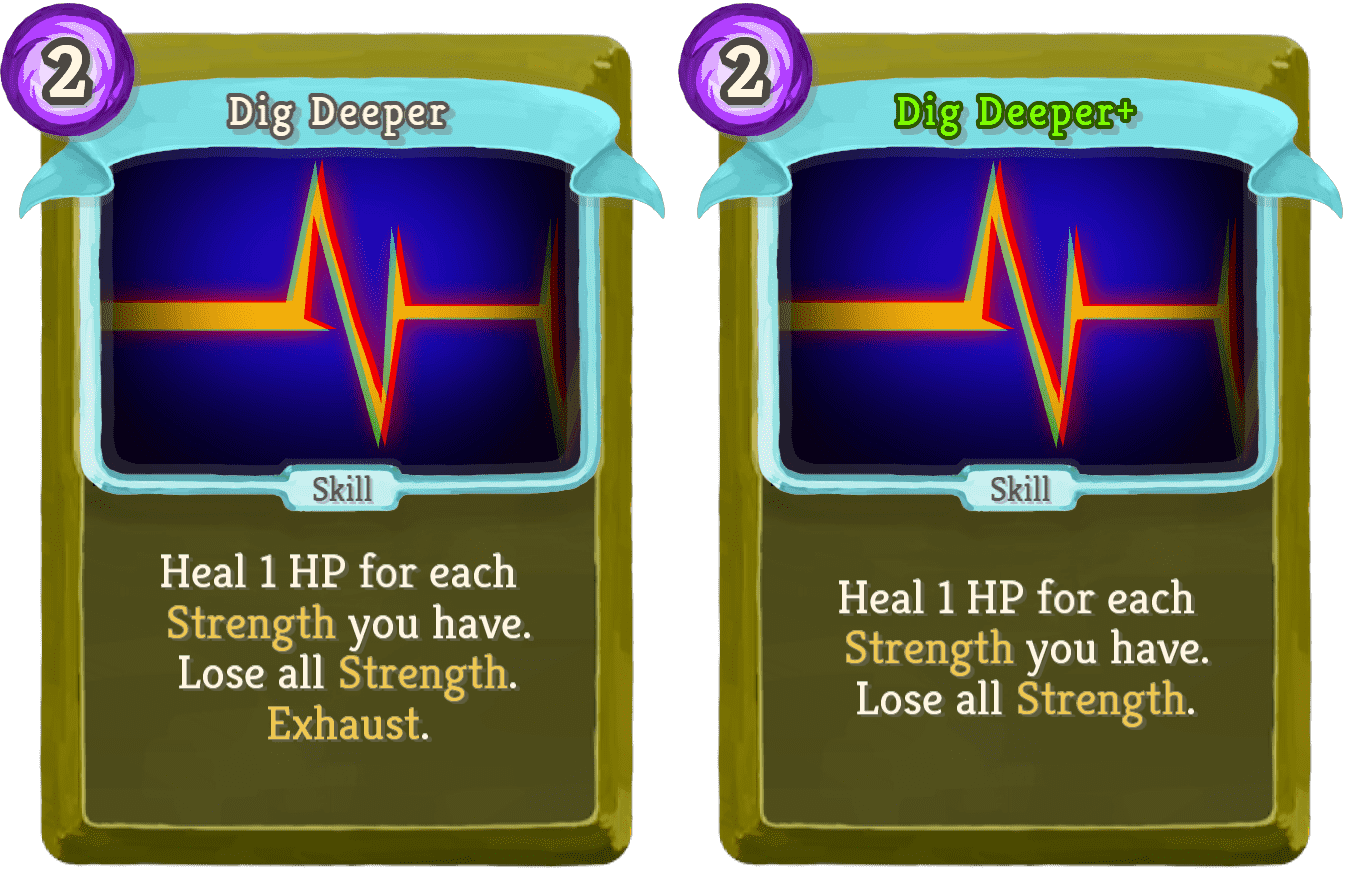 2
Dig Deeper
Skill
Heal 1 HP for each
Strength you have.
Lose all Strength.
Exhaust.
2
Dig Deeper+
Skill
Heal 1 HP for each
Strength you have.
Lose all Strength.